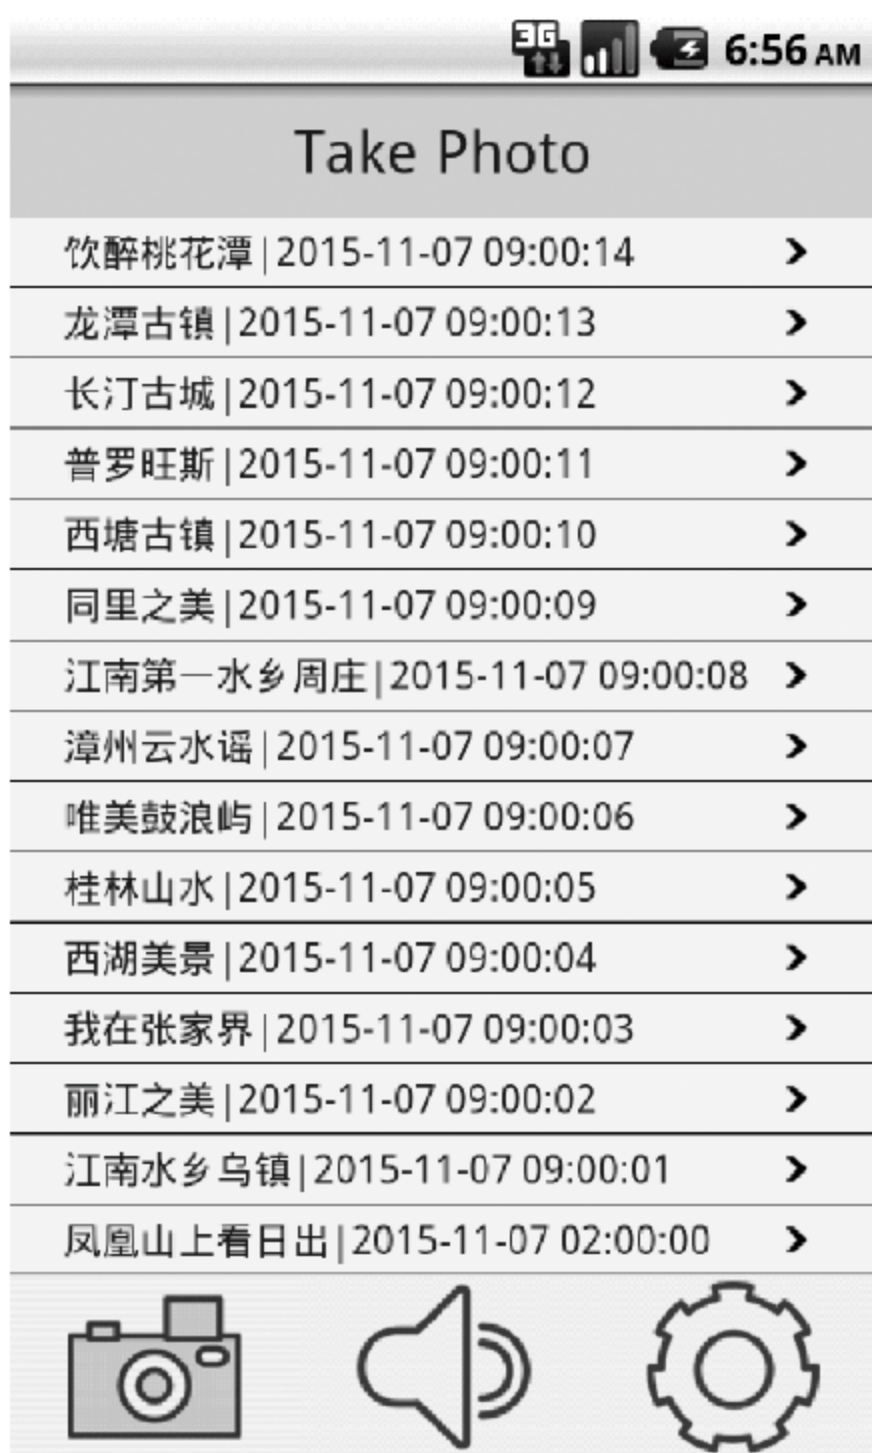 3G 6:56 AM
Take Photo
饮醉桃花潭|2015-11-07 09:00:14
龙潭古镇|2015-11-07 09:00:13
长汀古城|2015-11-07 09:00:12
普罗旺斯|2015-11-07 09:00:11
西塘古镇|2015-11-07 09:00:10
同里之美|2015-11-07 09:00:09
江南第一水乡周庄|2015-11-07 09:00:08
漳州云水谣|2015-11-07 09:00:07
唯美鼓浪屿|2015-11-07 09:00:06
桂林山水|2015-11-07 09:00:05
西湖美景|2015-11-07 09:00:04
我在张家界|2015-11-07 09:00:03
丽江之美|2015-11-07 09:00:02
江南水乡乌镇|2015-11-07 09:00:01
凤凰山上看日出|2015-11-07 02:00:00